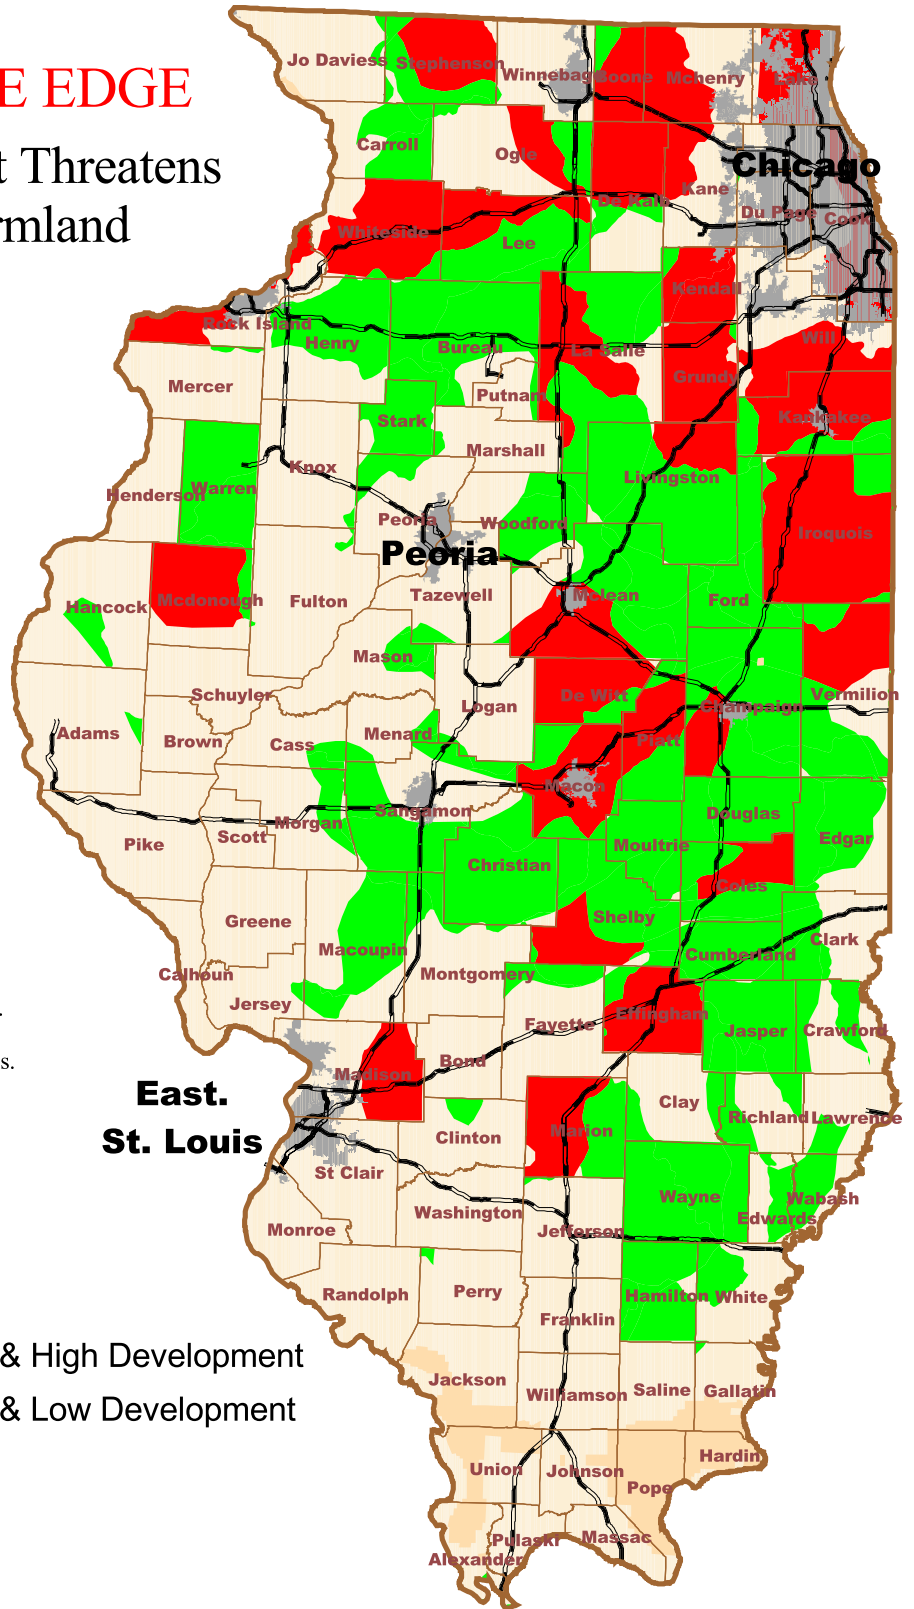 E EDGE
t Threatens
rmland
Jo Daviess
Stephenson
Winnebago
Boone
Mchenry
Lake
Carroll
Ogle
Chicago
Kane
De Kalb
Du Page
Cook
Whiteside
Lee
Kendall
Rock Island
Henry
Bureau
La Salle
Will
Grundy
Mercer
Putnam
Stark
Kankakee
Marshall
Knox
Livingston
Henderson
Warren
Peoria
Woodford
Iroquois
Peoria
Hancock
Mcdonough
Fulton
Tazewell
Mclean
Ford
Mason
Schuyler
Logan
De Witt
Champaign
Vermilion
Adams
Brown
Cass
Menard
Piatt
Macon
Sangamon
Morgan
Scott
Pike
Douglas
Moultrie
Edgar
Christian
Coles
Greene
Shelby
Macoupin
Clark
Cumberland
Calhoun
Montgomery
Jersey
Effingham
.
Fayette
Jasper
Crawford
s.
Bond
Madison
East.
St. Louis
Clay
Richland
Lawrence
Marion
Clinton
St Clair
Wayne
Wabash
Edwards
Washington
Monroe
Jefferson
Randolph
Perry
Hamilton
White
Franklin
& High Development
Jackson
Williamson
Saline
Gallatin
& Low Development
Hardin
Union
Johnson
Pope
Pulaski
Massac
Alexander